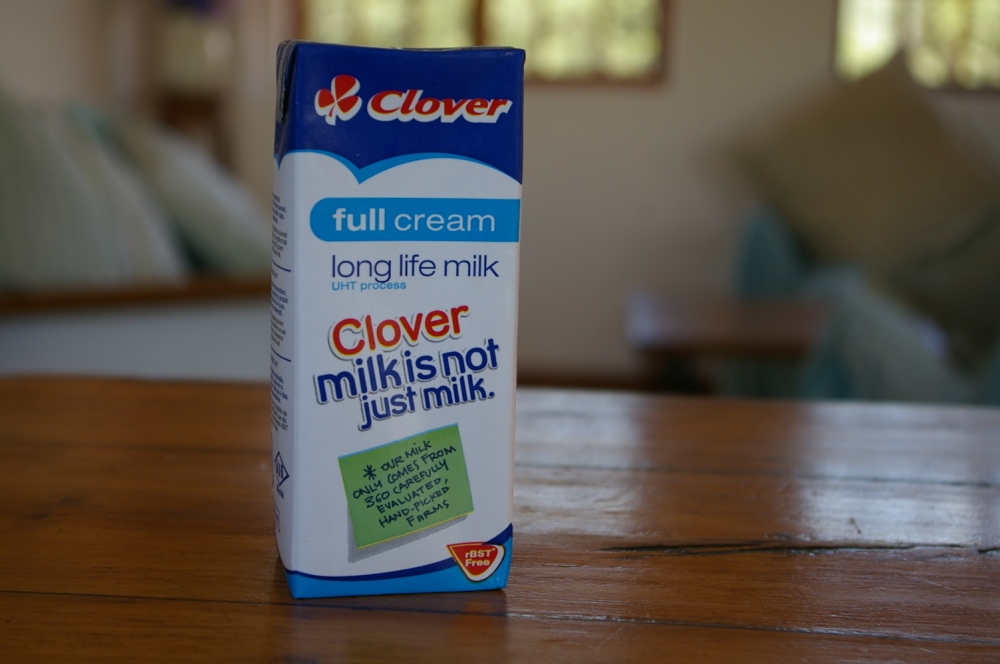 Clover
full cream
long life milk
UHT process
Clover
milk is not
just milk.
* OUR MILK
ONLY COMES FROM
360 CAREFULLY
EVALUATED,
HAND-PICKED
FARMS
rBST
Free